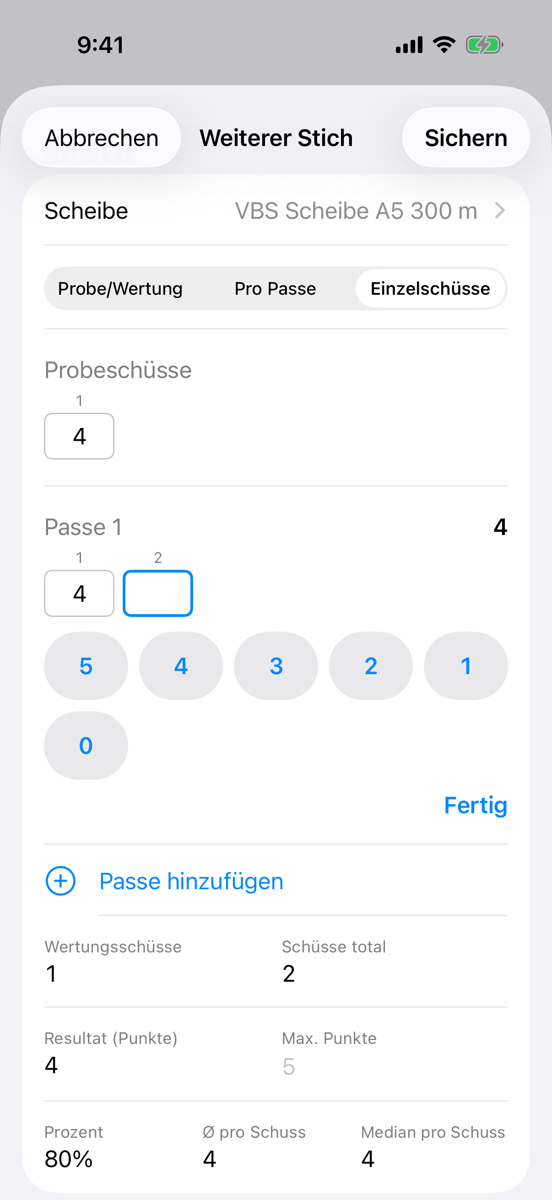 9:41
Abbrechen Weiterer Stich Sichern
Scheibe VBS Scheibe A5 300 m
Probe/Wertung Pro Passe Einzelschüsse
Probeschüsse
1
4
Passe 1 4
1 2
4
5 4 3 2 1
0
Fertig
Passe hinzufügen
Wertungsschüsse Schüsse total
1 2
Resultat (Punkte) Max. Punkte
4 5
Prozent Ø pro Schuss Median pro Schuss
80% 4 4